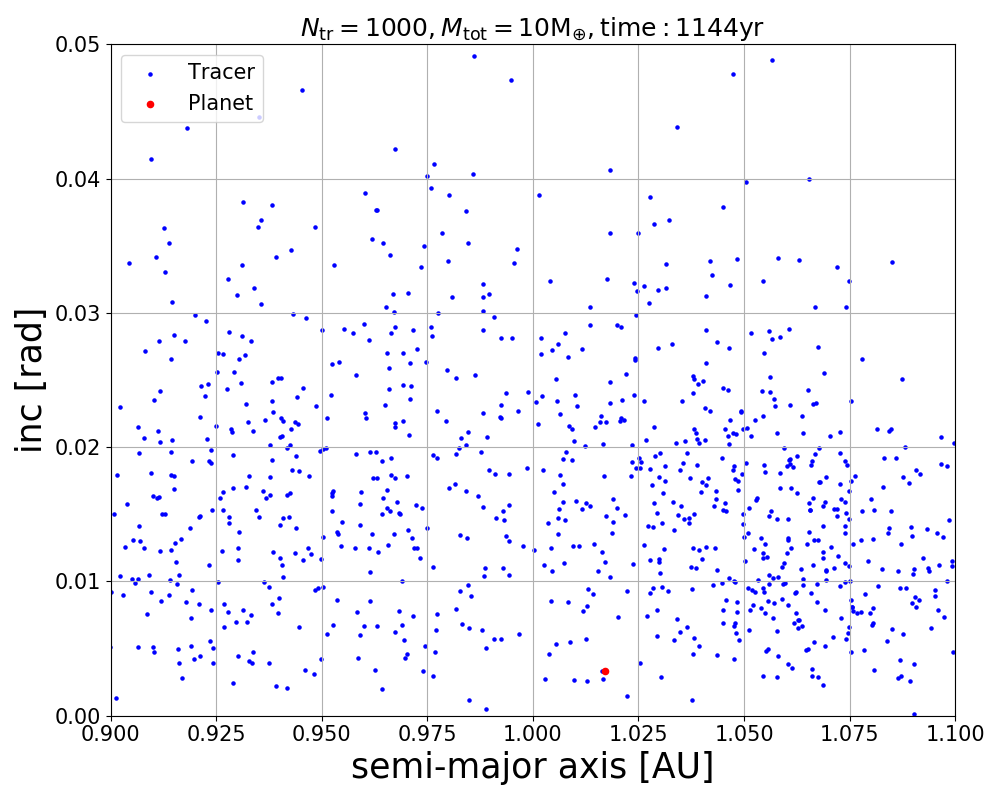 N_tr = 1000, M_tot = 10M_⊕, time : 1144yr
Tracer
Planet
0.05
0.04
0.03
0.02
0.01
0.00
inc [rad]
0.900 0.925 0.950 0.975 1.000 1.025 1.050 1.075 1.100
semi-major axis [AU]